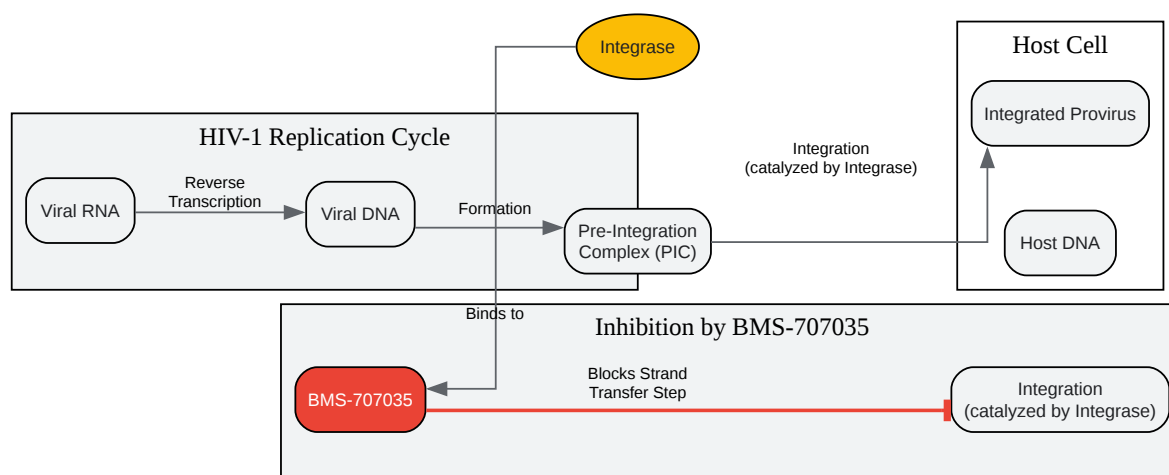 Integrase
Host Cell
Integrated Provirus
HIV-1 Replication Cycle
Integration
(catalyzed by Integrase)
Reverse
Transcription
Viral RNA
Viral DNA
Formation
Pre-Integration
Complex (PIC)
Host DNA
Binds to
Inhibition by BMS-707035
Blocks Strand
Transfer Step
BMS-707035
Integration
(catalyzed by Integrase)